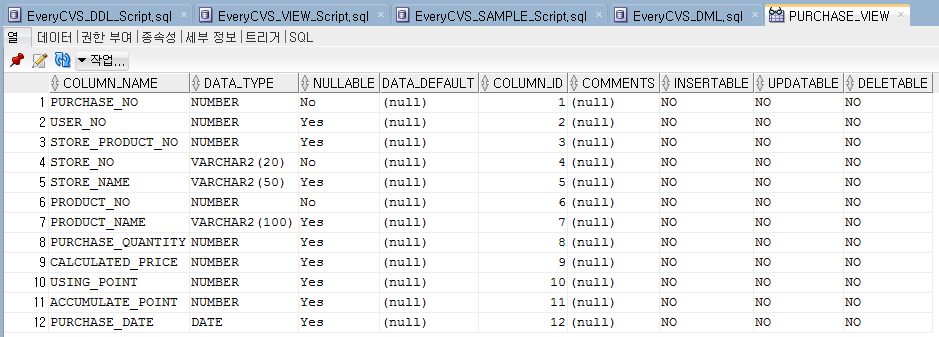 EveryCVS_DDL_Script.sql EveryCVS_VIEW_Script.sql EveryCVS_SAMPLE_Script.sql EveryCVS_DML.sql PURCHASE_VIEW
열 데이터 권한 부여 종속성 세부 정보 트리거 SQL
작업...
COLUMN_NAME DATA_TYPE NULLABLE DATA_DEFAULT COLUMN_ID COMMENTS INSERTABLE UPDATABLE DELETABLE
1 PURCHASE_NO NUMBER No (null) 1 (null) NO NO NO
2 USER_NO NUMBER Yes (null) 2 (null) NO NO NO
3 STORE_PRODUCT_NO NUMBER Yes (null) 3 (null) NO NO NO
4 STORE_NO VARCHAR2(20) No (null) 4 (null) NO NO NO
5 STORE_NAME VARCHAR2(50) Yes (null) 5 (null) NO NO NO
6 PRODUCT_NO NUMBER No (null) 6 (null) NO NO NO
7 PRODUCT_NAME VARCHAR2(100) Yes (null) 7 (null) NO NO NO
8 PURCHASE_QUANTITY NUMBER Yes (null) 8 (null) NO NO NO
9 CALCULATED_PRICE NUMBER Yes (null) 9 (null) NO NO NO
10 USING_POINT NUMBER Yes (null) 10 (null) NO NO NO
11 ACCUMULATE_POINT NUMBER Yes (null) 11 (null) NO NO NO
12 PURCHASE_DATE DATE Yes (null) 12 (null) NO NO NO